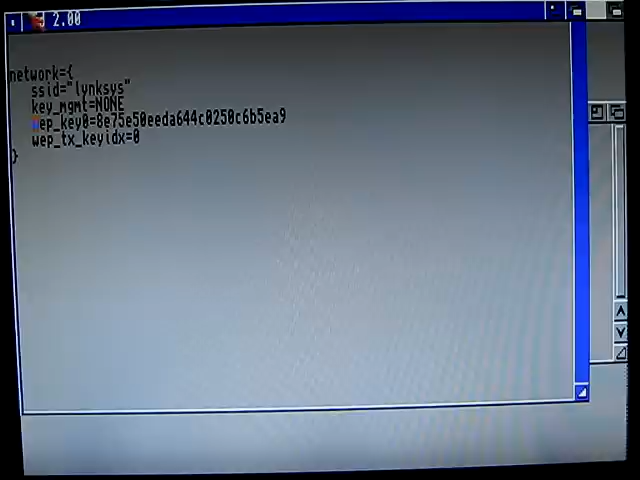 2.00
network={
ssid="lynksys"
key_mgmt=NONE
wep_key0=8e75e50eeda644c0250c6b5ea9
wep_tx_keyidx=0
}